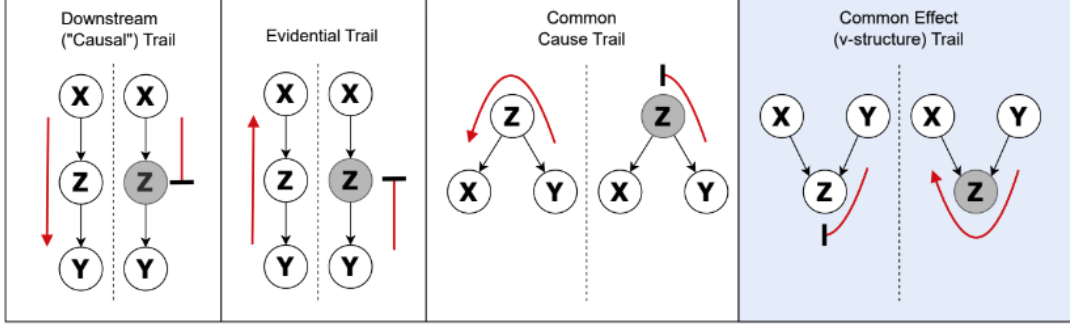 Downstream
("Causal") Trail
Evidential Trail
Common
Cause Trail
Common Effect
(v-structure) Trail
X
X
Z
Z
Y
Y
X
X
Z
Z
Y
Y
Z
X
Y
Z
X
Y
X
Y
Z
X
Y
Z